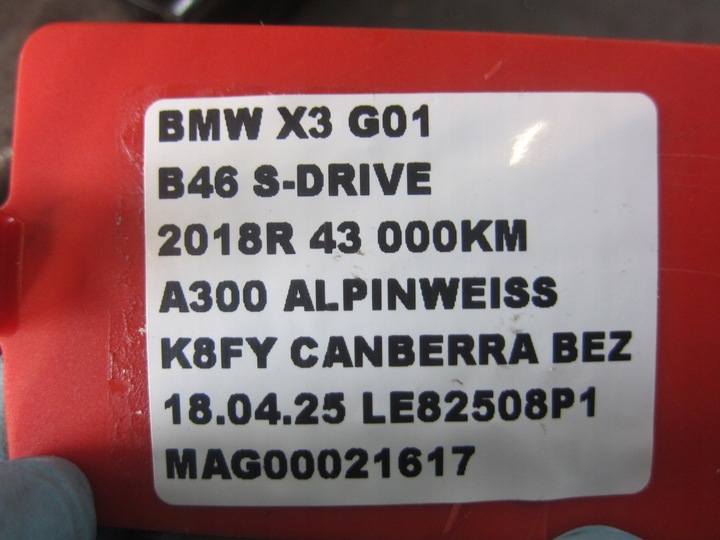 BMW X3 G01
B46 S-DRIVE
2018R 43 000KM
A300 ALPINWEISS
K8FY CANBERRA BEZ
18.04.25 LE82508P1
MAG00021617